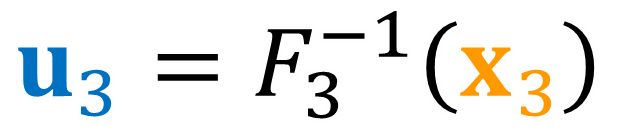 u₃ = F₃⁻¹(x₃)